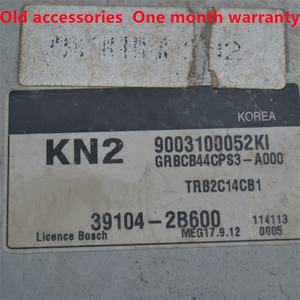 Old accessories One month warranty
KOREA
KN2
9003100052KI
GRBCB44CPS3-A000
TRB2C14CB1
39104-2B600
114113
Licence Bosch
MEG17.9.12
0005